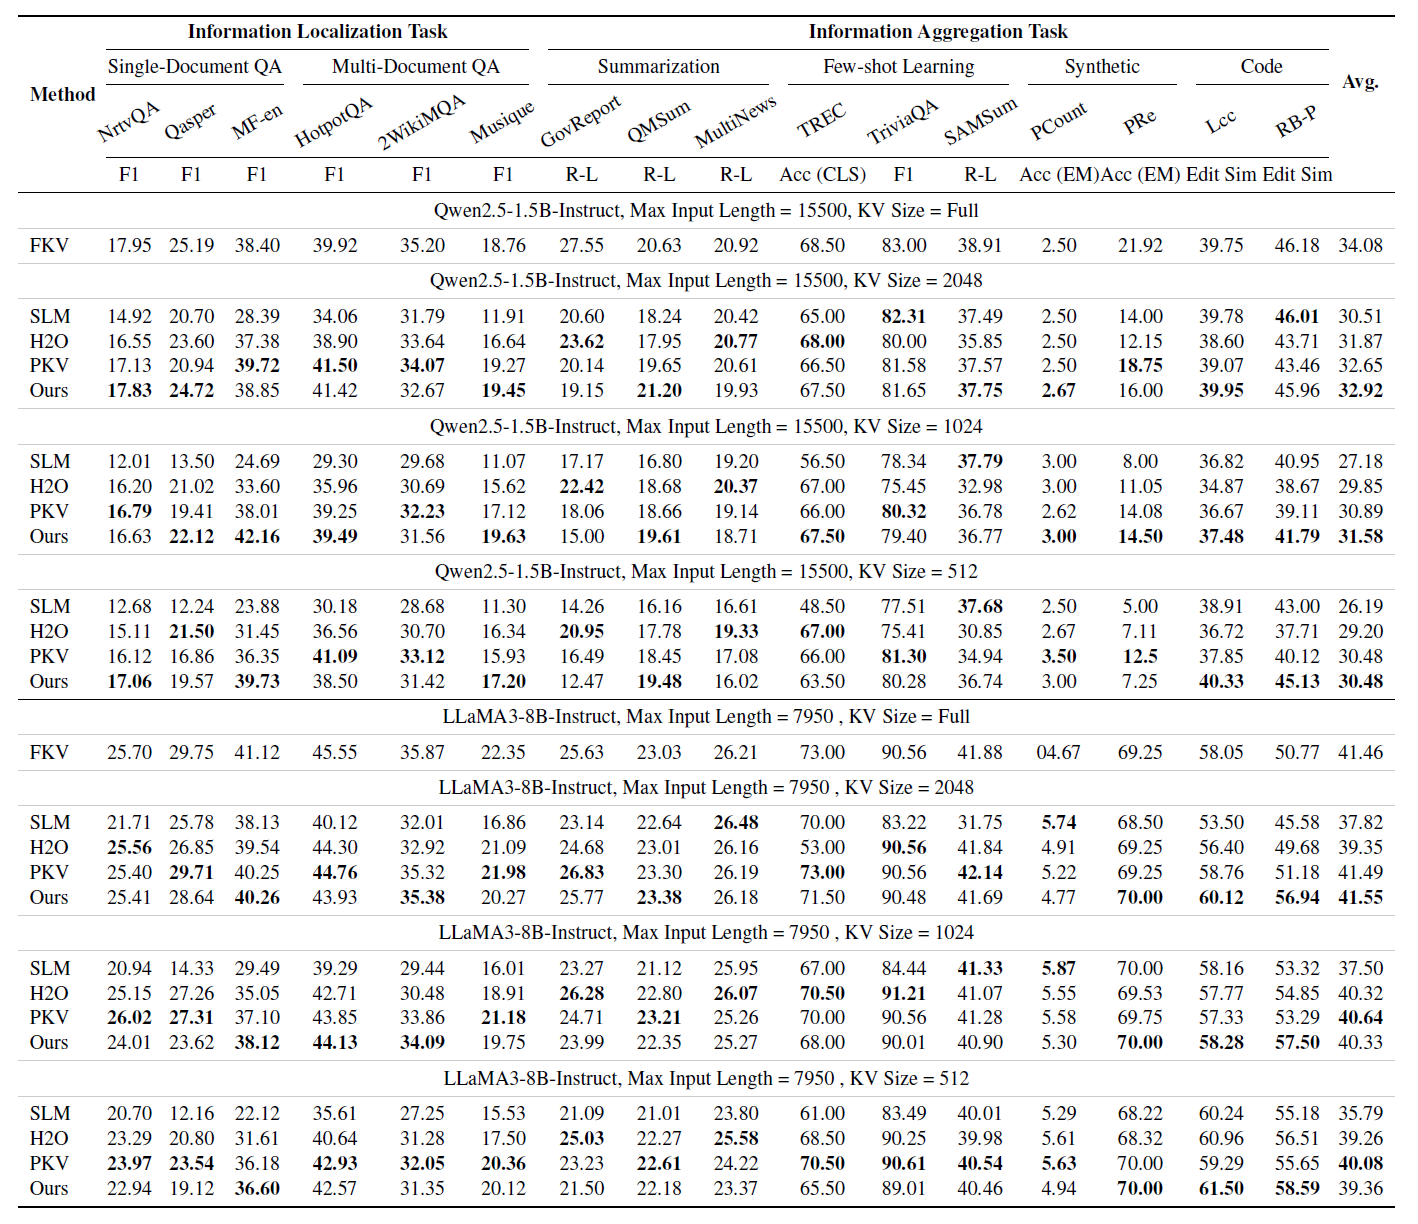 Information Localization Task Information Aggregation Task
Single-Document QA Multi-Document QA Summarization Few-shot Learning Synthetic Code
Method NrtvQA Qasper MF-en HotpotQA 2WikiMQA Musique GovReport QMSum MultiNews TREC TriviaQA SAMSum PCount PRe Lcc RB-P Avg.
F1 F1 F1 F1 F1 F1 R-L R-L R-L Acc (CLS) F1 R-L Acc (EM) Acc (EM) Edit Sim Edit Sim
Qwen2.5-1.5B-Instruct, Max Input Length = 15500, KV Size = Full
FKV 17.95 25.19 38.40 39.92 35.20 18.76 27.55 20.63 20.92 68.50 83.00 38.91 2.50 21.92 39.75 46.18 34.08
Qwen2.5-1.5B-Instruct, Max Input Length = 15500, KV Size = 2048
SLM 14.92 20.70 28.39 34.06 31.79 11.91 20.60 18.24 20.42 65.00 82.31 37.49 2.50 14.00 39.78 46.01 30.51
H2O 16.55 23.60 37.38 38.90 33.64 16.64 23.62 17.95 20.77 68.00 80.00 35.85 2.50 12.15 38.60 43.71 31.87
PKV 17.13 20.94 39.72 41.50 34.07 19.27 20.14 19.65 20.61 66.50 81.58 37.57 2.50 18.75 39.07 43.46 32.65
Ours 17.83 24.72 38.85 41.42 32.67 19.45 19.15 21.20 19.93 67.50 81.65 37.75 2.67 16.00 39.95 45.96 32.92
Qwen2.5-1.5B-Instruct, Max Input Length = 15500, KV Size = 1024
SLM 12.01 13.50 24.69 29.30 29.68 11.07 17.17 16.80 19.20 56.50 78.34 37.79 3.00 8.00 36.82 40.95 27.18
H2O 16.20 21.02 33.60 35.96 30.69 15.62 22.42 18.68 20.37 67.00 75.45 32.98 3.00 11.05 34.87 38.67 29.85
PKV 16.79 19.41 38.01 39.25 32.23 17.12 18.06 18.66 19.14 66.00 80.32 36.78 2.62 14.08 36.67 39.11 30.89
Ours 16.63 22.12 42.16 39.49 31.56 19.63 15.00 19.61 18.71 67.50 79.40 36.77 3.00 14.50 37.48 41.79 31.58
Qwen2.5-1.5B-Instruct, Max Input Length = 15500, KV Size = 512
SLM 12.68 12.24 23.88 30.18 28.68 11.30 14.26 16.16 16.61 48.50 77.51 37.68 2.50 5.00 38.91 43.00 26.19
H2O 15.11 21.50 31.45 36.56 30.70 16.34 20.95 17.78 19.33 67.00 75.41 30.85 2.67 7.11 36.72 37.71 29.20
PKV 16.12 16.86 36.35 41.09 33.12 15.93 16.49 18.45 17.08 66.00 81.30 34.94 3.50 12.5 37.85 40.12 30.48
Ours 17.06 19.57 39.73 38.50 31.42 17.20 12.47 19.48 16.02 63.50 80.28 36.74 3.00 7.25 40.33 45.13 30.48
LLaMA3-8B-Instruct, Max Input Length = 7950 , KV Size = Full
FKV 25.70 29.75 41.12 45.55 35.87 22.35 25.63 23.03 26.21 73.00 90.56 41.88 04.67 69.25 58.05 50.77 41.46
LLaMA3-8B-Instruct, Max Input Length = 7950 , KV Size = 2048
SLM 21.71 25.78 38.13 40.12 32.01 16.86 23.14 22.64 26.48 70.00 83.22 31.75 5.74 68.50 53.50 45.58 37.82
H2O 25.56 26.85 39.54 44.30 32.92 21.09 24.68 23.01 26.16 53.00 90.56 41.84 4.91 69.25 56.40 49.68 39.35
PKV 25.40 29.71 40.25 44.76 35.32 21.98 26.83 23.30 26.19 73.00 90.56 42.14 5.22 69.25 58.76 51.18 41.49
Ours 25.41 28.64 40.26 43.93 35.38 20.27 25.77 23.38 26.18 71.50 90.48 41.69 4.77 70.00 60.12 56.94 41.55
LLaMA3-8B-Instruct, Max Input Length = 7950 , KV Size = 1024
SLM 20.94 14.33 29.49 39.29 29.44 16.01 23.27 21.12 25.95 67.00 84.44 41.33 5.87 70.00 58.16 53.32 37.50
H2O 25.15 27.26 35.05 42.71 30.48 18.91 26.28 22.80 26.07 70.50 91.21 41.07 5.55 69.53 57.77 54.85 40.32
PKV 26.02 27.31 37.10 43.85 33.86 21.18 24.71 23.21 25.26 70.00 90.56 41.28 5.58 69.75 57.33 53.29 40.64
Ours 24.01 23.62 38.12 44.13 34.09 19.75 23.99 22.35 25.27 68.00 90.01 40.90 5.30 70.00 58.28 57.50 40.33
LLaMA3-8B-Instruct, Max Input Length = 7950 , KV Size = 512
SLM 20.70 12.16 22.12 35.61 27.25 15.53 21.09 21.01 23.80 61.00 83.49 40.01 5.29 68.22 60.24 55.18 35.79
H2O 23.29 20.80 31.61 40.64 31.28 17.50 25.03 22.27 25.58 68.50 90.25 39.98 5.61 68.32 60.96 56.51 39.26
PKV 23.97 23.54 36.18 42.93 32.05 20.36 23.23 22.61 24.22 70.50 90.61 40.54 5.63 70.00 59.29 55.65 40.08
Ours 22.94 19.12 36.60 42.57 31.35 20.12 21.50 22.18 23.37 65.50 89.01 40.46 4.94 70.00 61.50 58.59 39.36